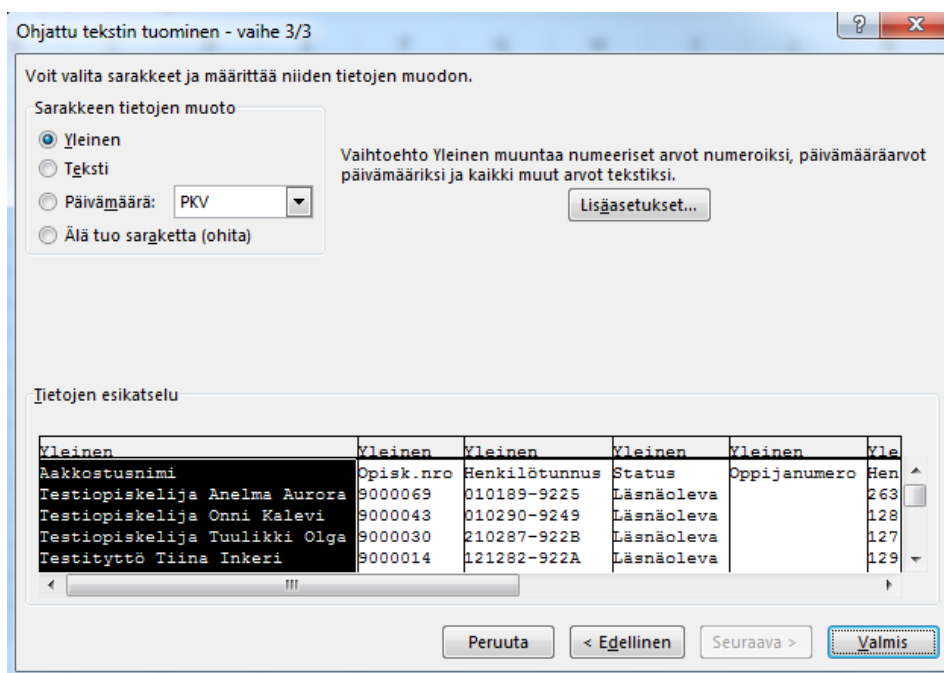 Ohjattu tekstin tuominen - vaihe 3/3
Voit valita sarakkeet ja määrittää niiden tietojen muodon.
Sarakkeen tietojen muoto
Yleinen
Teksti
Päivämäärä: PKV
Älä tuo saraketta (ohita)
Vaihtoehto Yleinen muuntaa numeeriset arvot numeroiksi, päivämääräarvot
päivämääriksi ja kaikki muut arvot tekstiksi.
Lisäasetukset...
Tietojen esikatselu
Yleinen Yleinen Yleinen Yleinen Yleinen Yle
Aakkostusnimi Opisk.nro Henkilötunnus Status Oppijanumero Hen
Testiopiskelija Anelma Aurora 9000069 010189-9225 Läsnäoleva 263
Testiopiskelija Onni Kalevi 9000043 010290-9249 Läsnäoleva 128
Testiopiskelija Tuulikki Olga 9000030 210287-922B Läsnäoleva 127
Testityttö Tiina Inkeri 9000014 121282-922A Läsnäoleva 129
Peruuta < Edellinen Seuraava > Valmis